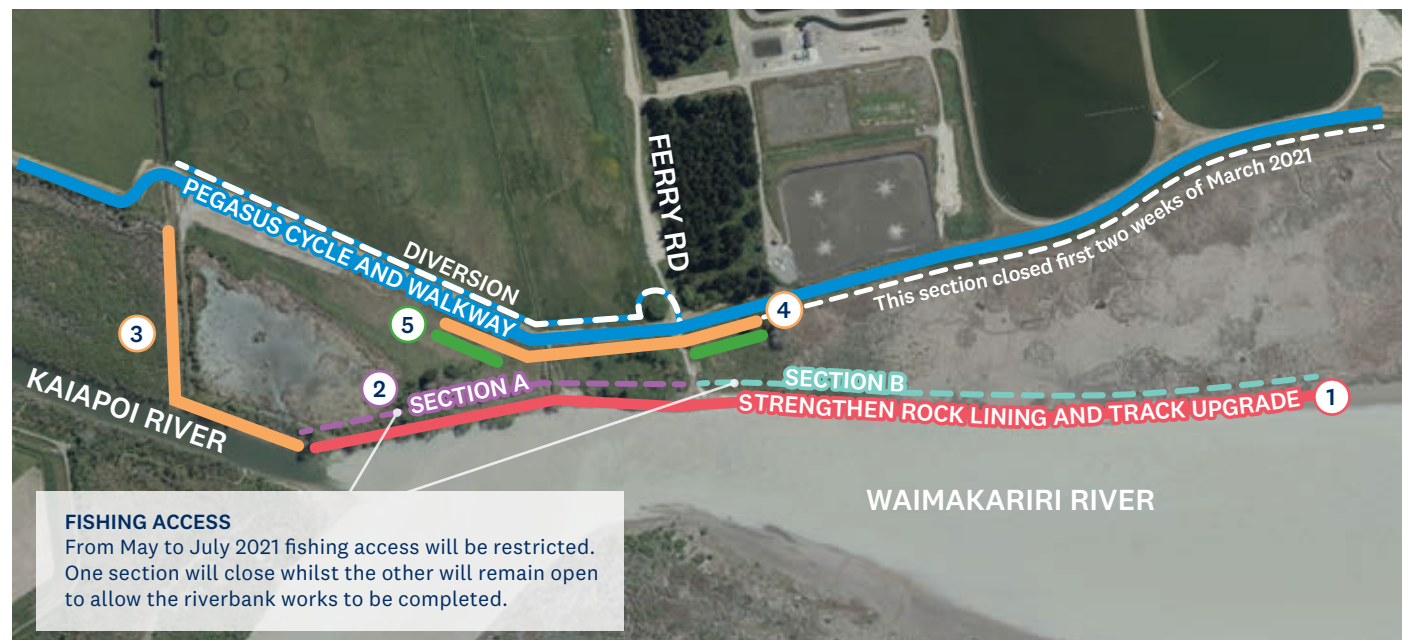 FERRY RD
This section closed first two weeks of March 2021
PEGASUS CYCLE AND WALKWAY
DIVERSION
3
5
4
2
SECTION A
SECTION B
KAIAPOI RIVER
STRENGTHEN ROCK LINING AND TRACK UPGRADE
1
WAIMAKARIRI RIVER
FISHING ACCESS
From May to July 2021 fishing access will be restricted.
One section will close whilst the other will remain open
to allow the riverbank works to be completed.